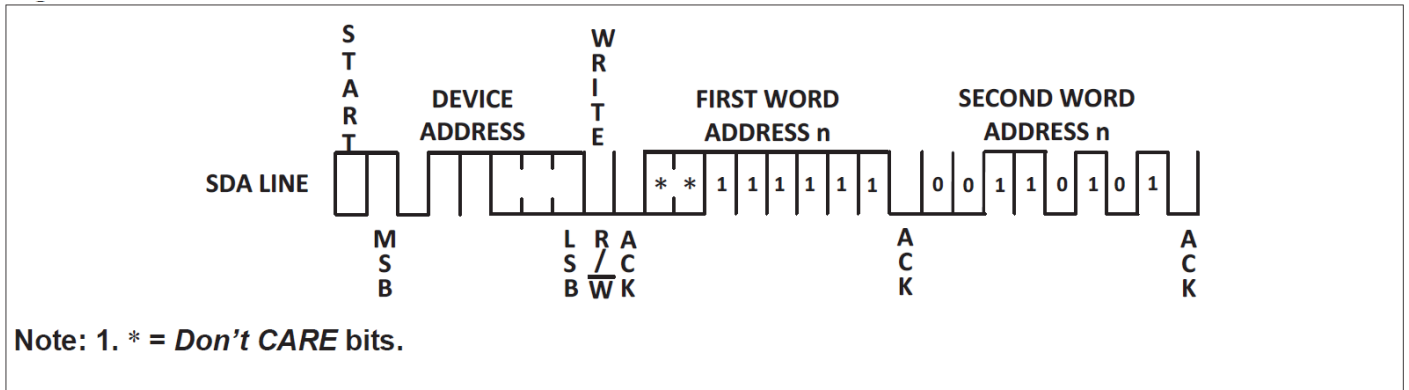 START
WRITE
DEVICE ADDRESS
FIRST WORD ADDRESS n
SECOND WORD ADDRESS n
SDA LINE
* * 1 1 1 1 1 1
0 0 1 1 0 1 0 1
MSB
LSB
R/W
ACK
ACK
ACK
Note: 1. * = Don't CARE bits.